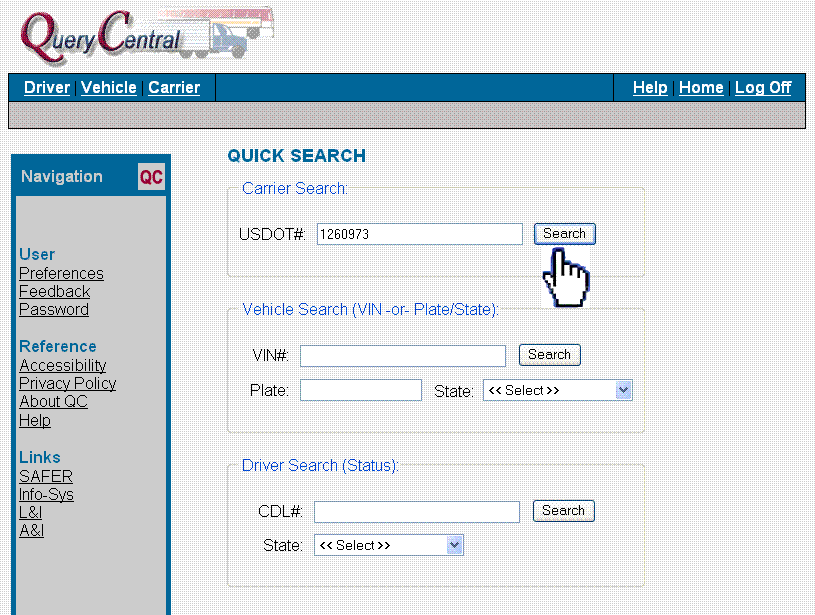 Query Central
Driver | Vehicle | Carrier
Help | Home | Log Off
Navigation QC
User
Preferences
Feedback
Password
Reference
Accessibility
Privacy Policy
About QC
Help
Links
SAFER
Info-Sys
L&I
A&I
QUICK SEARCH
Carrier Search:
USDOT#: 1260973 Search
Vehicle Search (VIN -or- Plate/State):
VIN#: Search
Plate: State: << Select >>
Driver Search (Status):
CDL#: Search
State: << Select >>